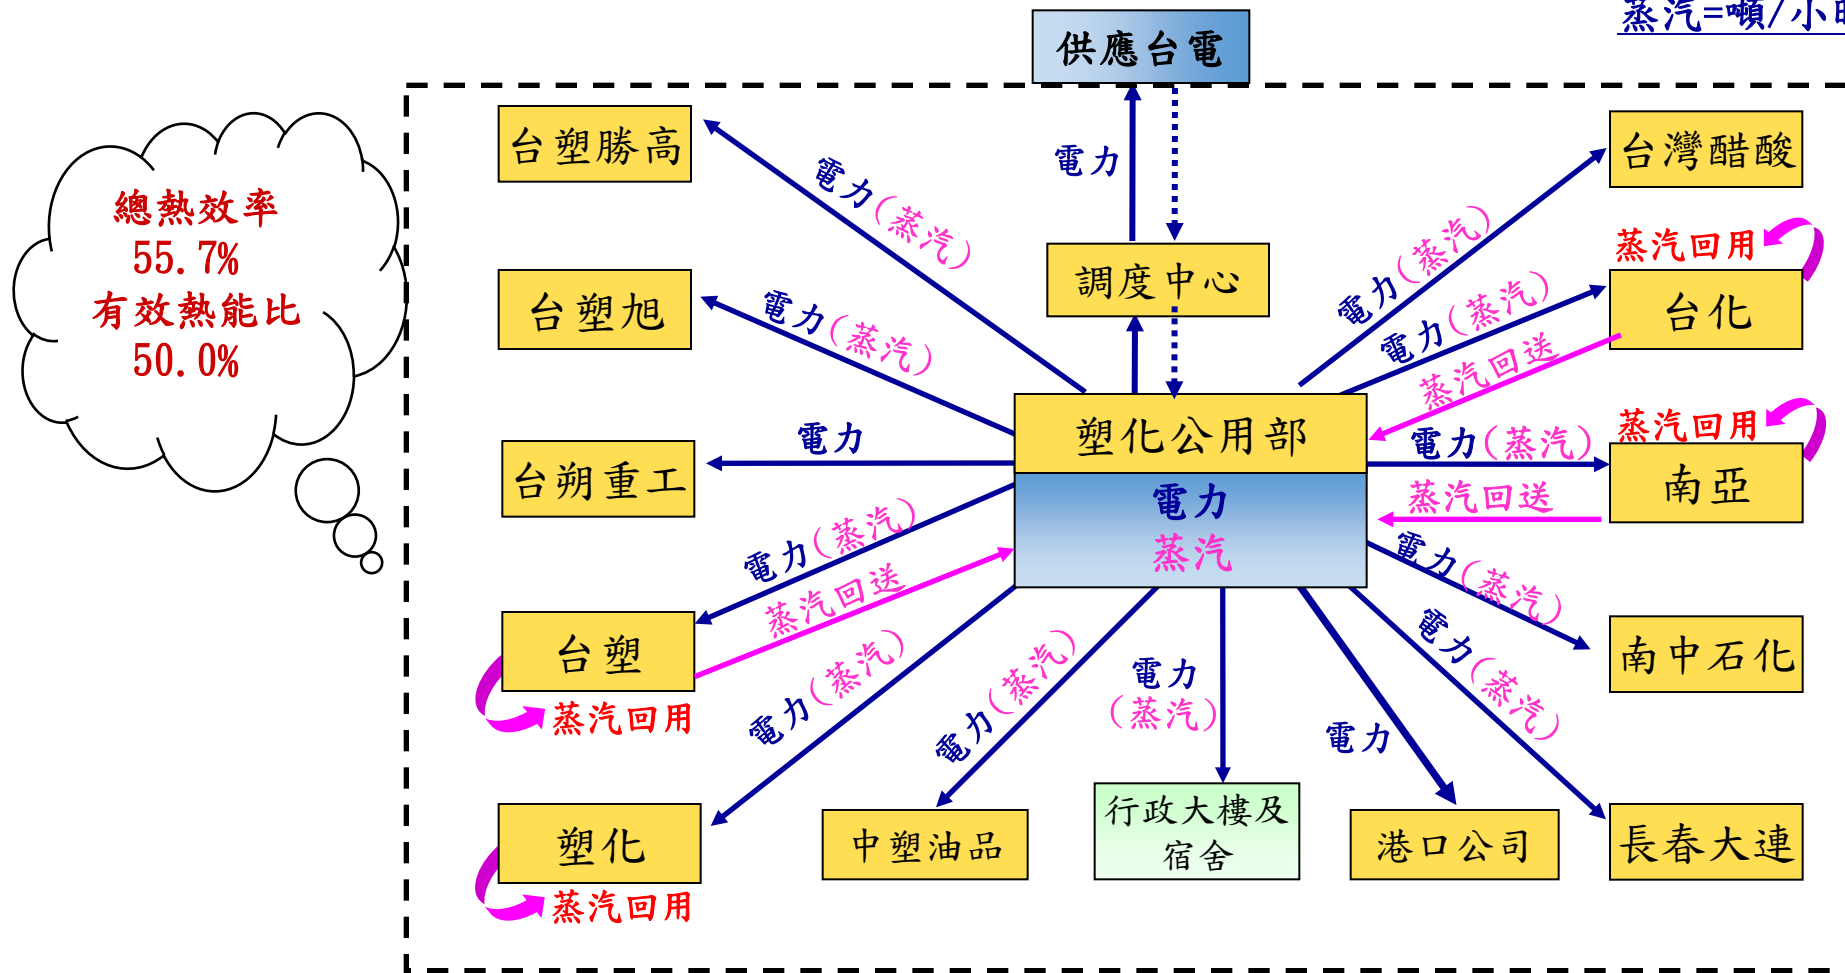 蒸汽=噸/小時
供應台電
台塑勝高
電力(蒸汽)
電力
台灣醋酸
電力(蒸汽)
總熱效率
55.7%
有效熱能比
50.0%
蒸汽回用
調度中心
台塑旭
電力(蒸汽)
電力(蒸汽)
台化
蒸汽回送
塑化公用部
電力
蒸汽
台朔重工
電力
蒸汽回用
電力(蒸汽)
南亞
蒸汽回送
電力(蒸汽)
蒸汽回送
台塑
蒸汽回用
電力(蒸汽)
南中石化
電力(蒸汽)
塑化
蒸汽回用
電力(蒸汽)
中塑油品
電力
(蒸汽)
行政大樓及
宿舍
電力
港口公司
電力(蒸汽)
長春大連